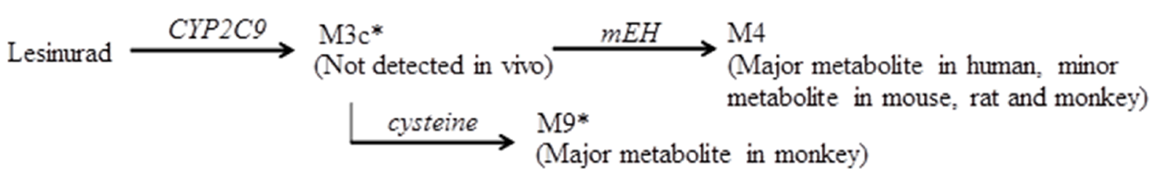 CYP2C9
mEH
Lesinurad
M3c*
M4
(Not detected in vivo)
(Major metabolite in human, minor
metabolite in mouse, rat and monkey)
cysteine
M9*
(Major metabolite in monkey)